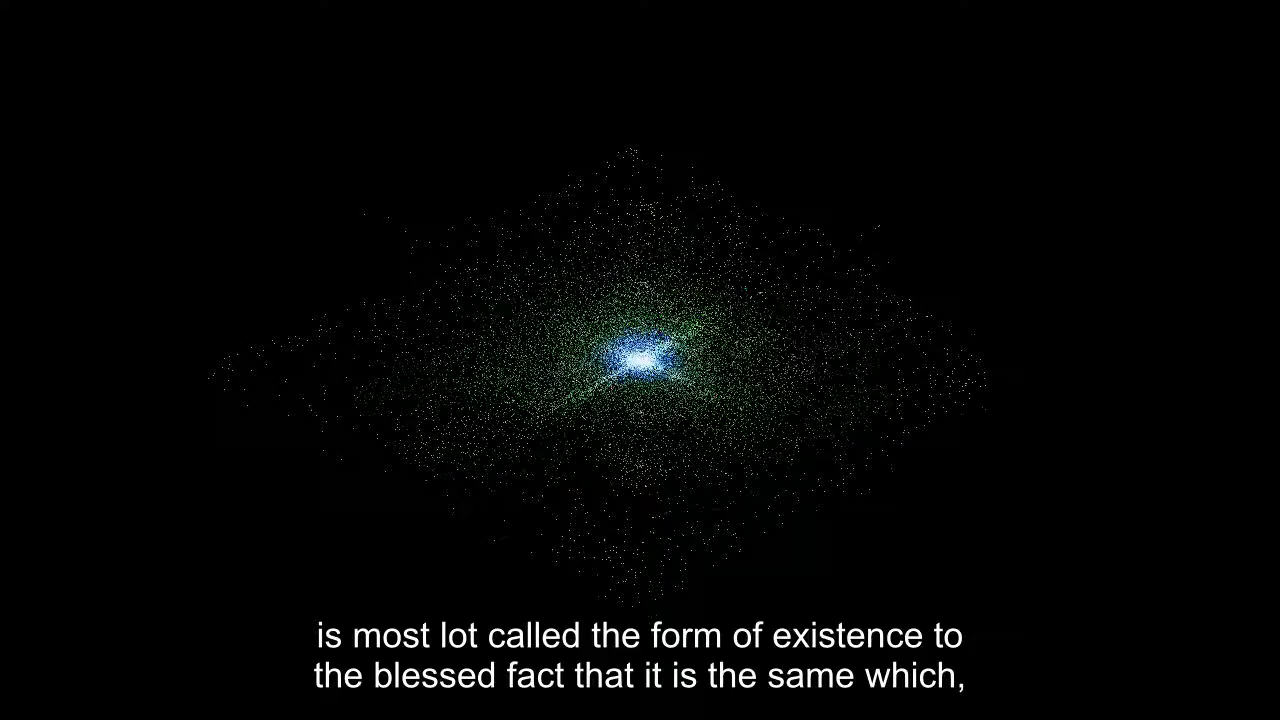 is most lot called the form of existence to
the blessed fact that it is the same which,